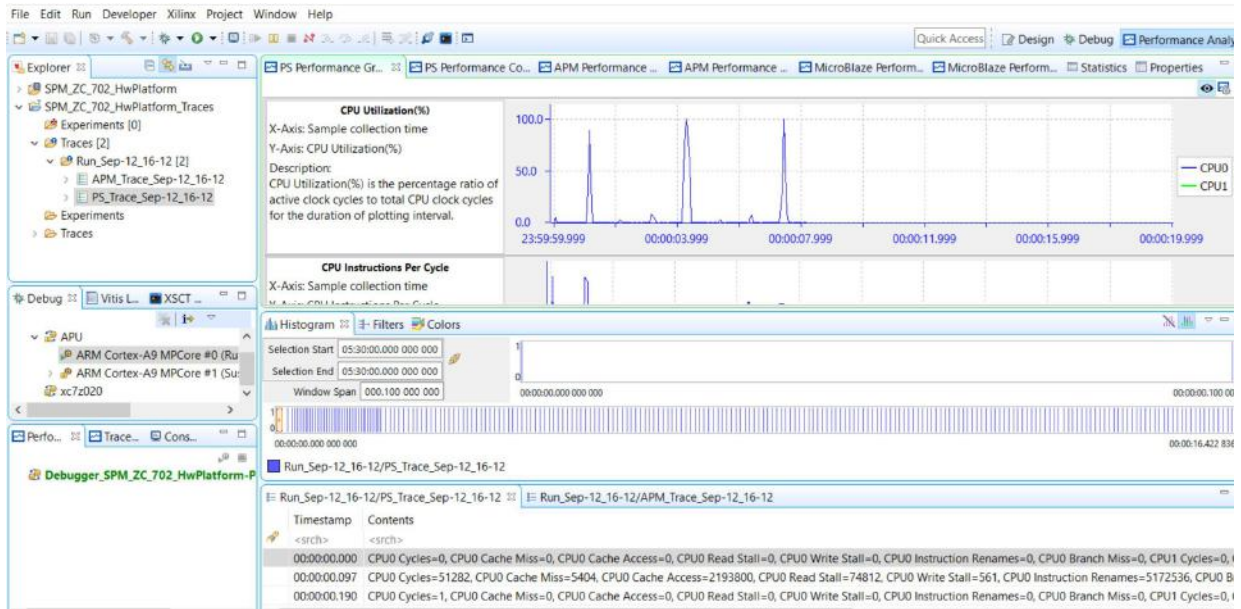 File Edit Run Developer Xilinx Project Window Help
Quick Access Design Debug Performance Analy
Explorer
SPM_ZC_702_HwPlatform
SPM_ZC_702_HwPlatform_Traces
Experiments [0]
Traces [2]
Run_Sep-12_16-12 [2]
APM_Trace_Sep-12_16-12
PS_Trace_Sep-12_16-12
Experiments
Traces
Debug Vitis L... XSCT ...
APU
ARM Cortex-A9 MPCore #0 (Ru
ARM Cortex-A9 MPCore #1 (Su
xc7z020
Perfo... Trace... Cons...
Debugger_SPM_ZC_702_HwPlatform-P
PS Performance Gr... PS Performance Co... APM Performance ... APM Performance ... MicroBlaze Perform... MicroBlaze Perform... Statistics Properties
CPU Utilization(%)
X-Axis: Sample collection time
Y-Axis: CPU Utilization(%)
Description:
CPU Utilization(%) is the percentage ratio of
active clock cycles to total CPU clock cycles
for the duration of plotting interval.
100.0
50.0
0.0
23:59:59.999 00:00:03.999 00:00:07.999 00:00:11.999 00:00:15.999 00:00:19.999
CPU0
CPU1
CPU Instructions Per Cycle
X-Axis: Sample collection time
Y-Axis: CPU Instructions Per Cycle
Histogram Filters Colors
Selection Start 05:30:00.000 000 000
Selection End 05:30:00.000 000 000
Window Span 000.100 000 000
1
0
00:00:00.000 000 000 00:00:00.100 00
1
0
00:00:00.000 000 000 00:00:16.422 836
Run_Sep-12_16-12/PS_Trace_Sep-12_16-12
Run_Sep-12_16-12/PS_Trace_Sep-12_16-12 Run_Sep-12_16-12/APM_Trace_Sep-12_16-12
Timestamp Contents
<srch> <srch>
00:00:00.000 CPU0 Cycles=0, CPU0 Cache Miss=0, CPU0 Cache Access=0, CPU0 Read Stall=0, CPU0 Write Stall=0, CPU0 Instruction Renames=0, CPU0 Branch Miss=0, CPU1 Cycles=0,
00:00:00.097 CPU0 Cycles=51282, CPU0 Cache Miss=5404, CPU0 Cache Access=2193800, CPU0 Read Stall=74812, CPU0 Write Stall=561, CPU0 Instruction Renames=5172536, CPU0 B
00:00:00.190 CPU0 Cycles=1, CPU0 Cache Miss=0, CPU0 Cache Access=0, CPU0 Read Stall=0, CPU0 Write Stall=0, CPU0 Instruction Renames=0, CPU0 Branch Miss=0, CPU1 Cycles=0,